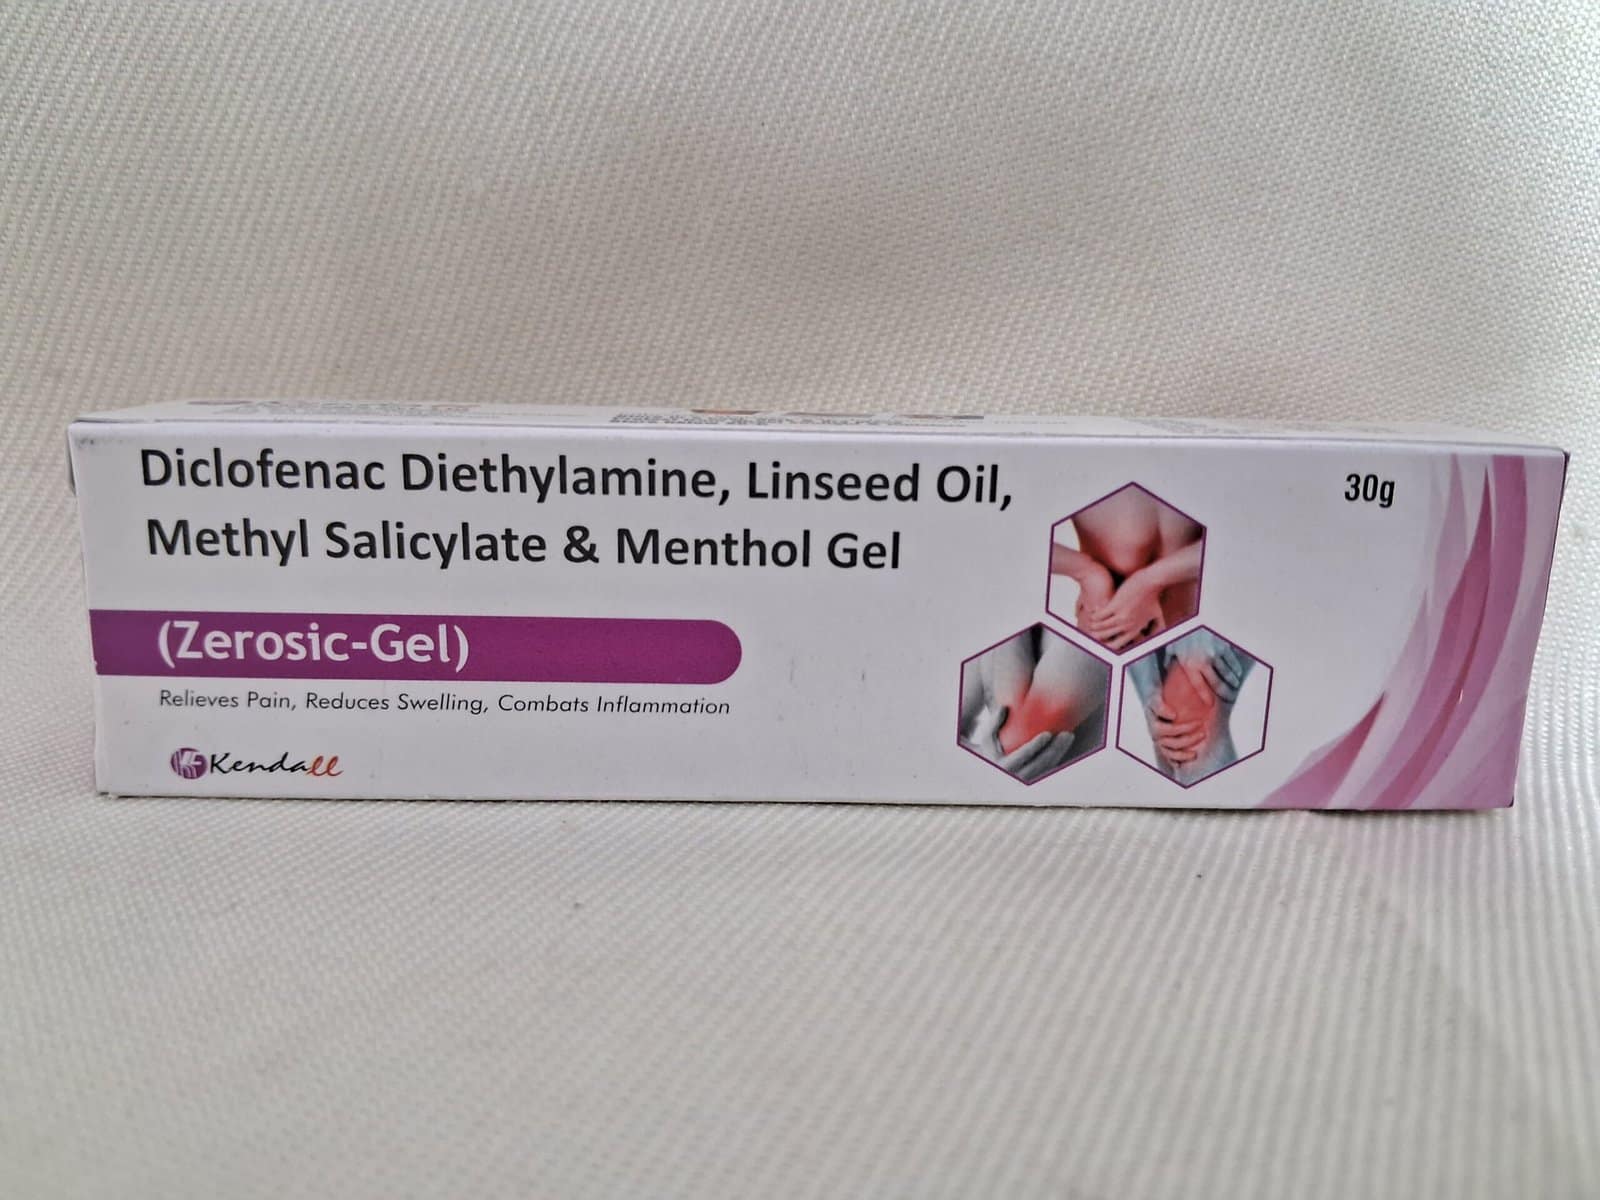 Diclofenac Diethylamine, Linseed Oil,
Methyl Salicylate & Menthol Gel
30g
(Zerosic-Gel)
Relieves Pain, Reduces Swelling, Combats Inflammation
Kendall